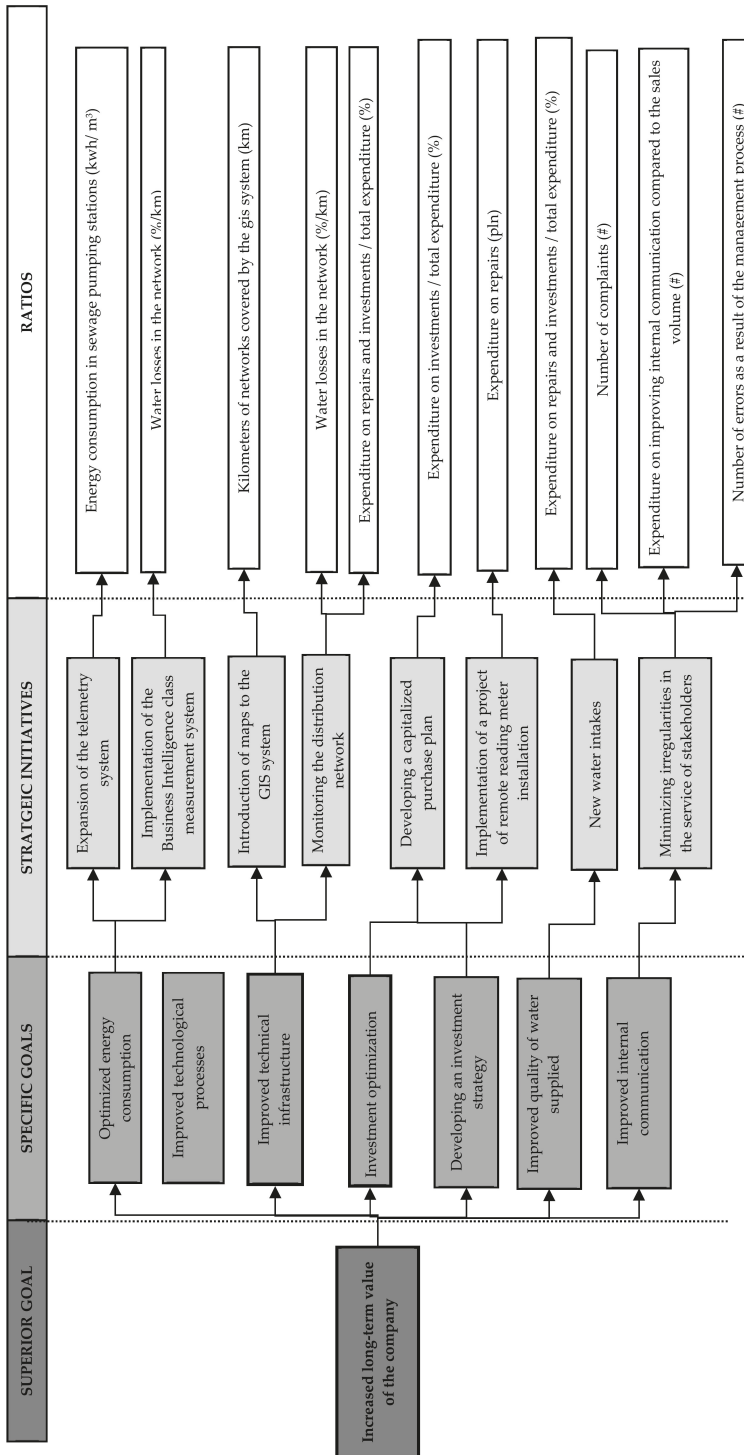 SUPERIOR GOAL
SPECIFIC GOALS
STRATGEIC INITIATIVES
RATIOS
Increased long-term value
of the company
Optimized energy
consumption
Improved technological
processes
Improved technical
infrastructure
Investment optimization
Developing an investment
strategy
Improved quality of water
supplied
Improved internal
communication
Expansion of the telemetry
system
Implementation of the
Business Intelligence class
measurement system
Introduction of maps to the
GIS system
Monitoring the distribution
network
Developing a capitalized
purchase plan
Implementation of a project
of remote reading meter
installation
New water intakes
Minimizing irregularities in
the service of stakeholders
Energy consumption in sewage pumping stations (kwh/ m³)
Water losses in the network (%/km)
Kilometers of networks covered by the gis system (km)
Water losses in the network (%/km)
Expenditure on repairs and investments / total expenditure (%)
Expenditure on investments / total expenditure (%)
Expenditure on repairs (pln)
Expenditure on repairs and investments / total expenditure (%)
Number of complaints (#)
Expenditure on improving internal communication compared to the sales
volume (#)
Number of errors as a result of the management process (#)